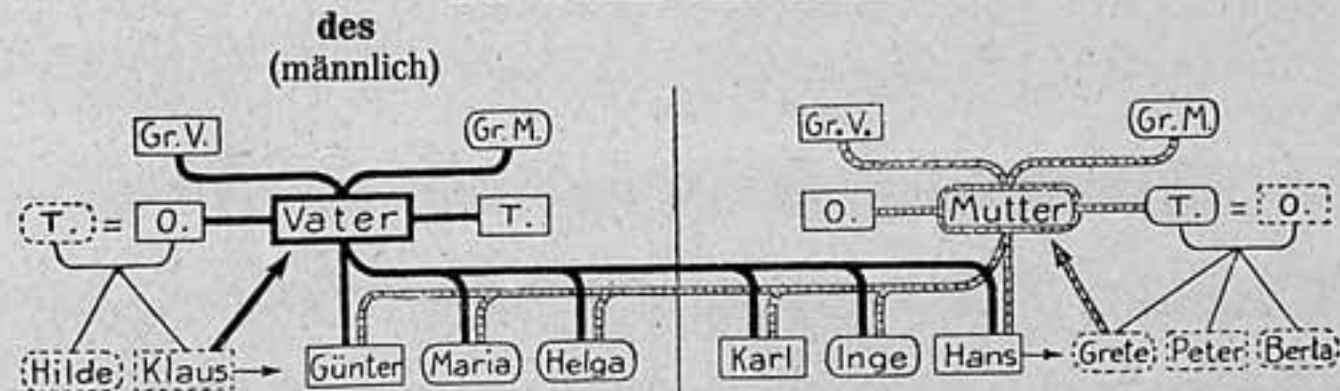 des
(männlich)
Gr.V. Gr.M. Gr.V. Gr.M.
T. = O. Vater T. O. Mutter T. = O.
Hilde Klaus Günter Maria Helga Karl Inge Hans Grete Peter Berta